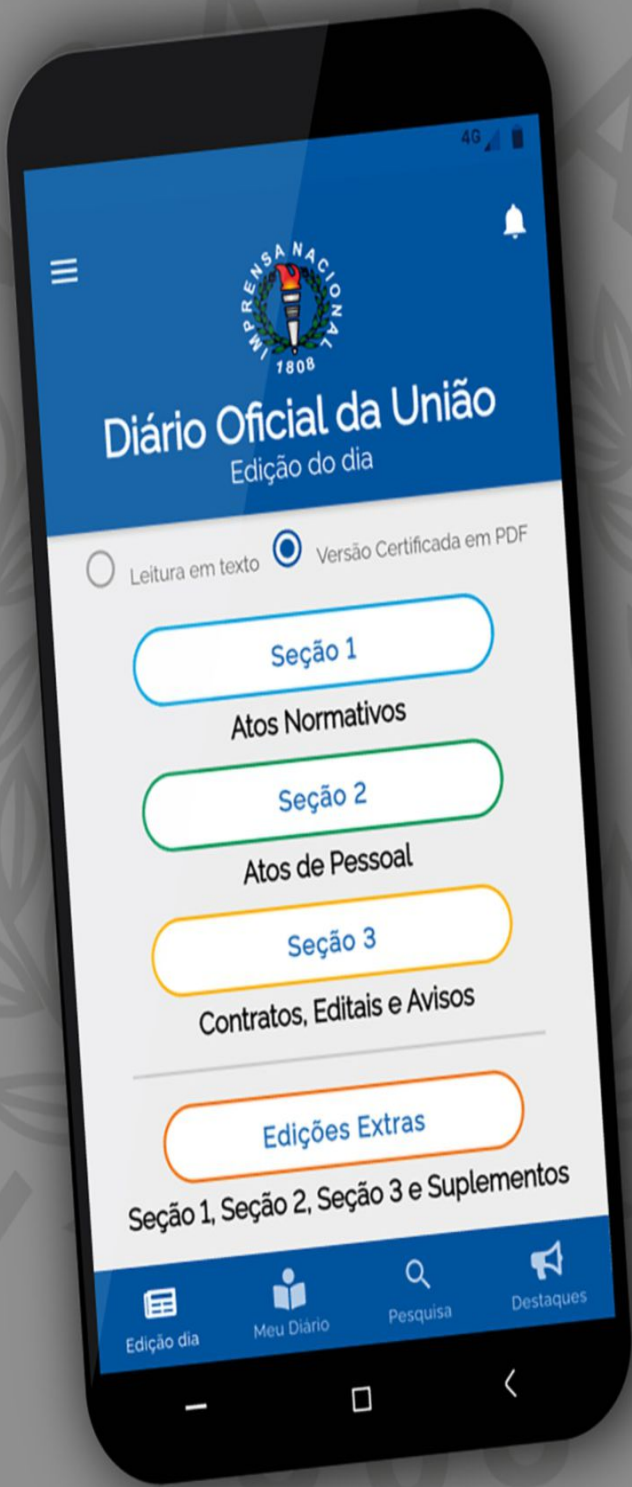 4G
IMPRENSA NACIONAL
1808
Diário Oficial da União
Edição do dia
Leitura em texto Versão Certificada em PDF
Seção 1
Atos Normativos
Seção 2
Atos de Pessoal
Seção 3
Contratos, Editais e Avisos
Edições Extras
Seção 1, Seção 2, Seção 3 e Suplementos
Edição dia Meu Diário Pesquisa Destaques